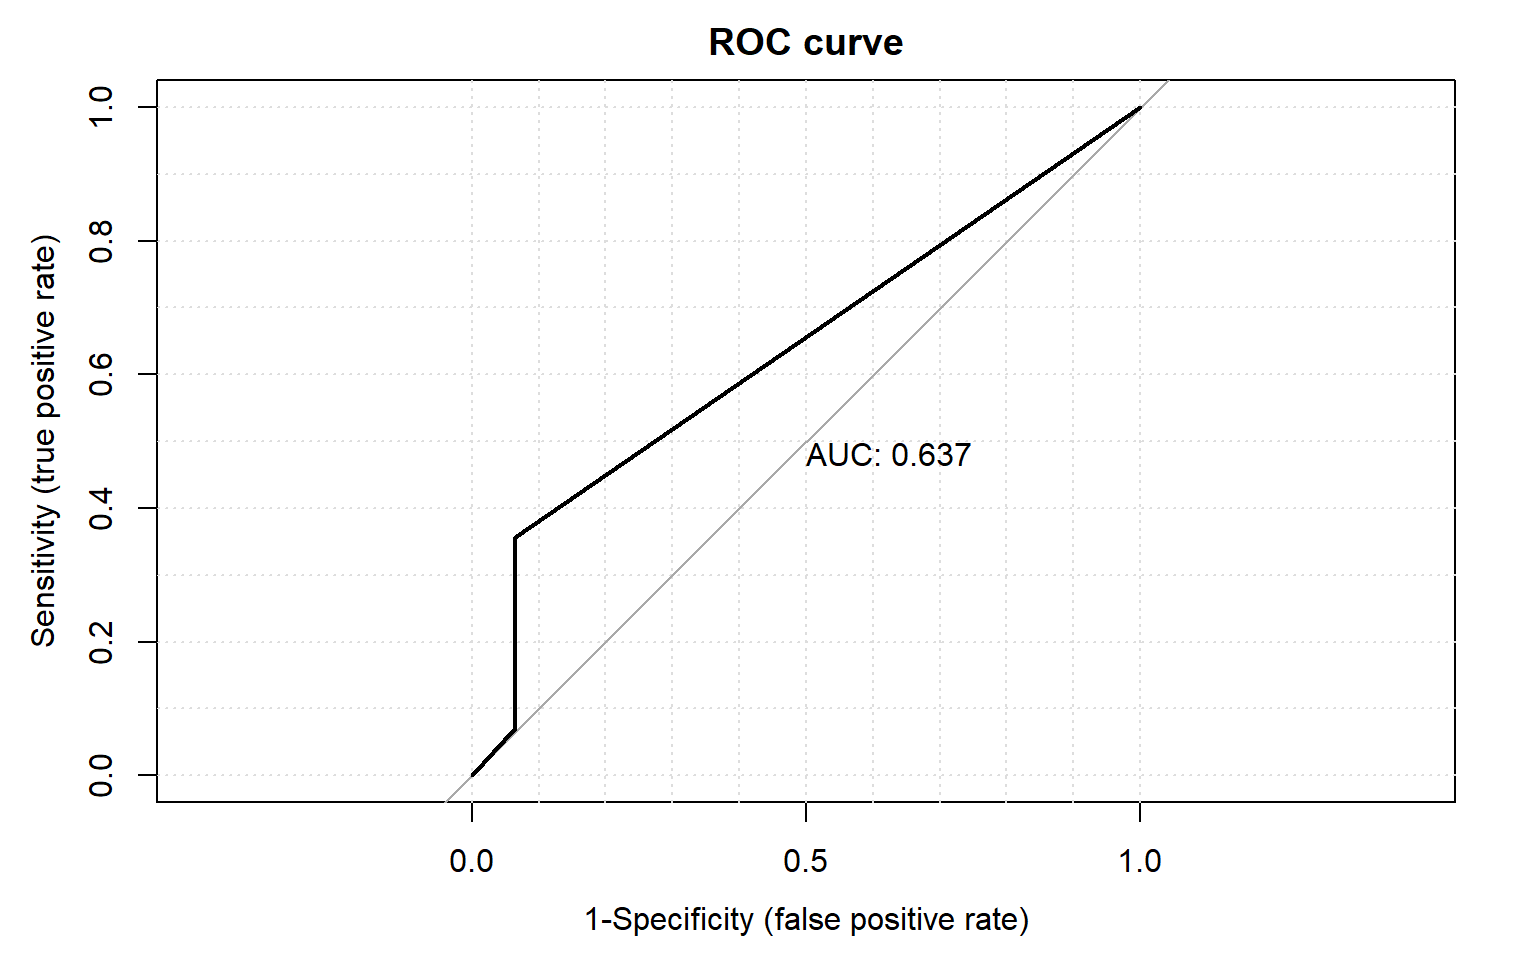 ROC curve
Sensitivity (true positive rate)
1.0
0.8
0.6
0.4
0.2
0.0
AUC: 0.637
0.0 0.5 1.0
1-Specificity (false positive rate)